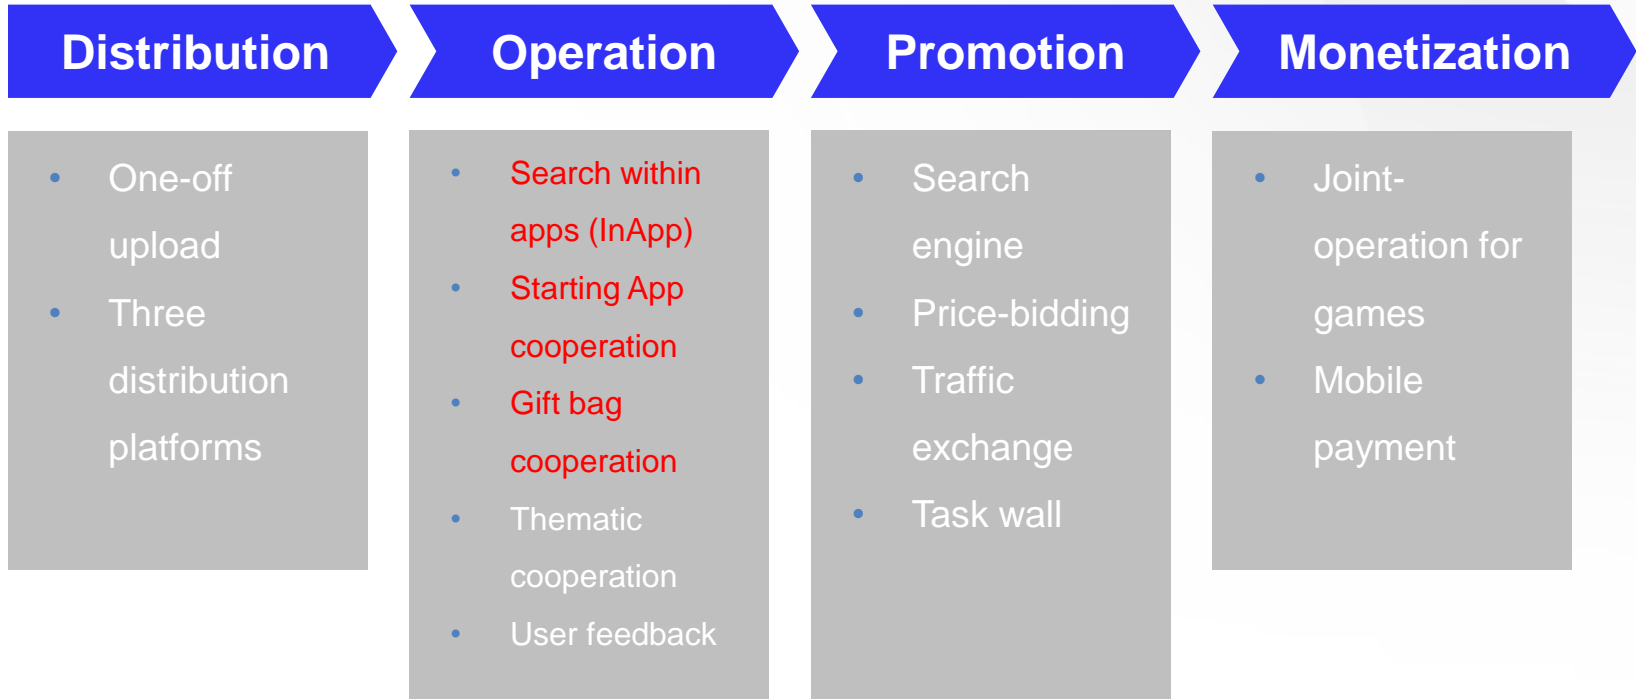 Distribution
Operation
Promotion
Monetization
• One-off
upload
• Three
distribution
platforms
• Search within
apps (InApp)
• Starting App
cooperation
• Gift bag
cooperation
• Thematic
cooperation
• User feedback
• Search
engine
• Price-bidding
• Traffic
exchange
• Task wall
• Joint-
operation for
games
• Mobile
payment